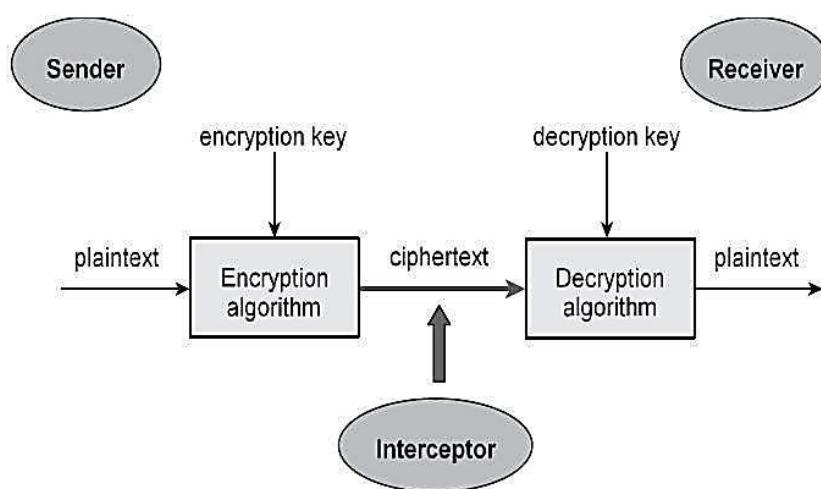 Sender
Receiver
encryption key
decryption key
plaintext
Encryption
algorithm
ciphertext
Decryption
algorithm
plaintext
Interceptor